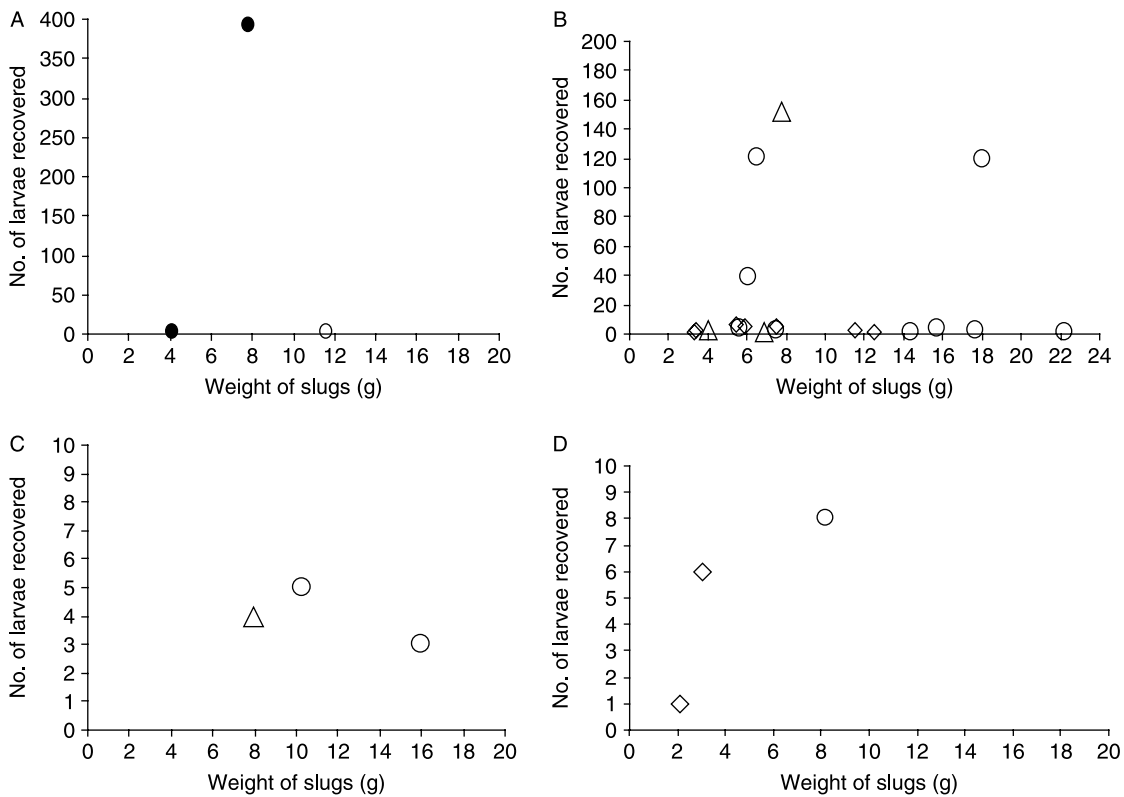 A
400
350
300
250
200
150
100
50
0
No. of larvae recovered
0 2 4 6 8 10 12 14 16 18 20
Weight of slugs (g)
B
200
180
160
140
120
100
80
60
40
20
0
No. of larvae recovered
0 2 4 6 8 10 12 14 16 18 20 22 24
Weight of slugs (g)
C
10
9
8
7
6
5
4
3
2
1
0
No. of larvae recovered
0 2 4 6 8 10 12 14 16 18 20
Weight of slugs (g)
D
10
9
8
7
6
5
4
3
2
1
0
No. of larvae recovered
0 2 4 6 8 10 12 14 16 18 20
Weight of slugs (g)